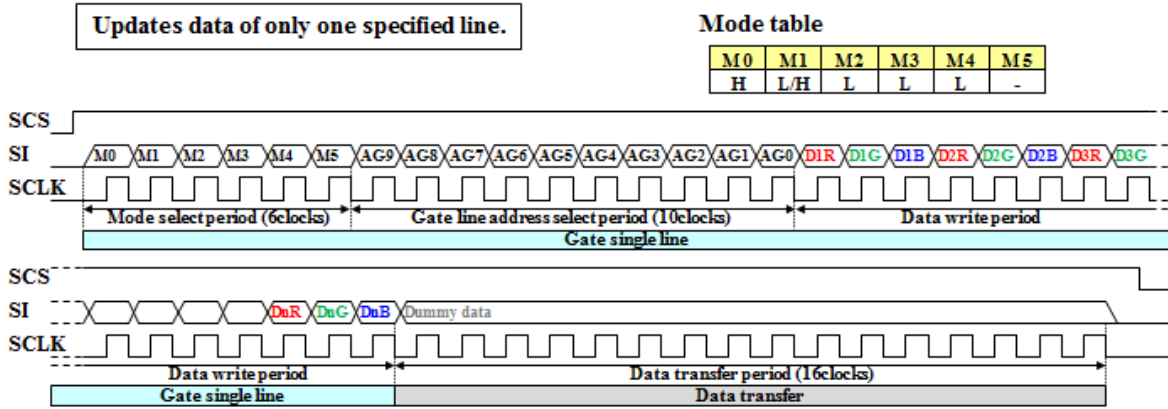 Updates data of only one specified line.
Mode table
M0 M1 M2 M3 M4 M5
H L/H L L L -
SCS
SI M0 M1 M2 M3 M4 M5 AG9 AG8 AG7 AG6 AG5 AG4 AG3 AG2 AG1 AG0 D1R D1G D1B D2R D2G D2B D3R D3G
SCLK
Mode select period (6clocks) Gate line address select period (10clocks) Data write period
Gate single line
SCS
SI DnR DnG DnB Dummy data
SCLK
Data write period Data transfer period (16clocks)
Gate single line Data transfer